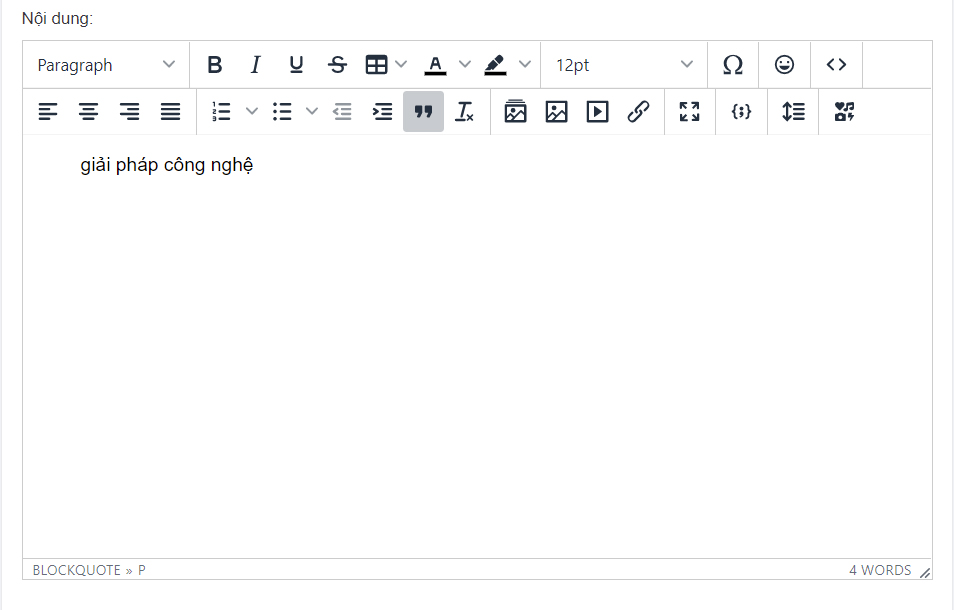 Nội dung:
Paragraph B I U S A 12pt Ω
giải pháp công nghệ
BLOCKQUOTE » P 4 WORDS